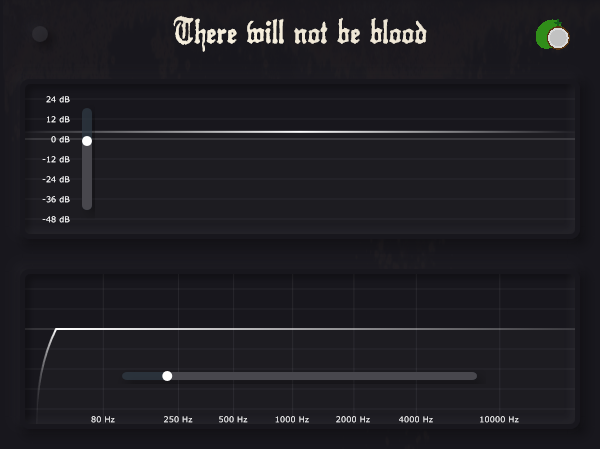 There will not be blood
24 dB
12 dB
0 dB
-12 dB
-24 dB
-36 dB
-48 dB
80 Hz 250 Hz 500 Hz 1000 Hz 2000 Hz 4000 Hz 10000 Hz